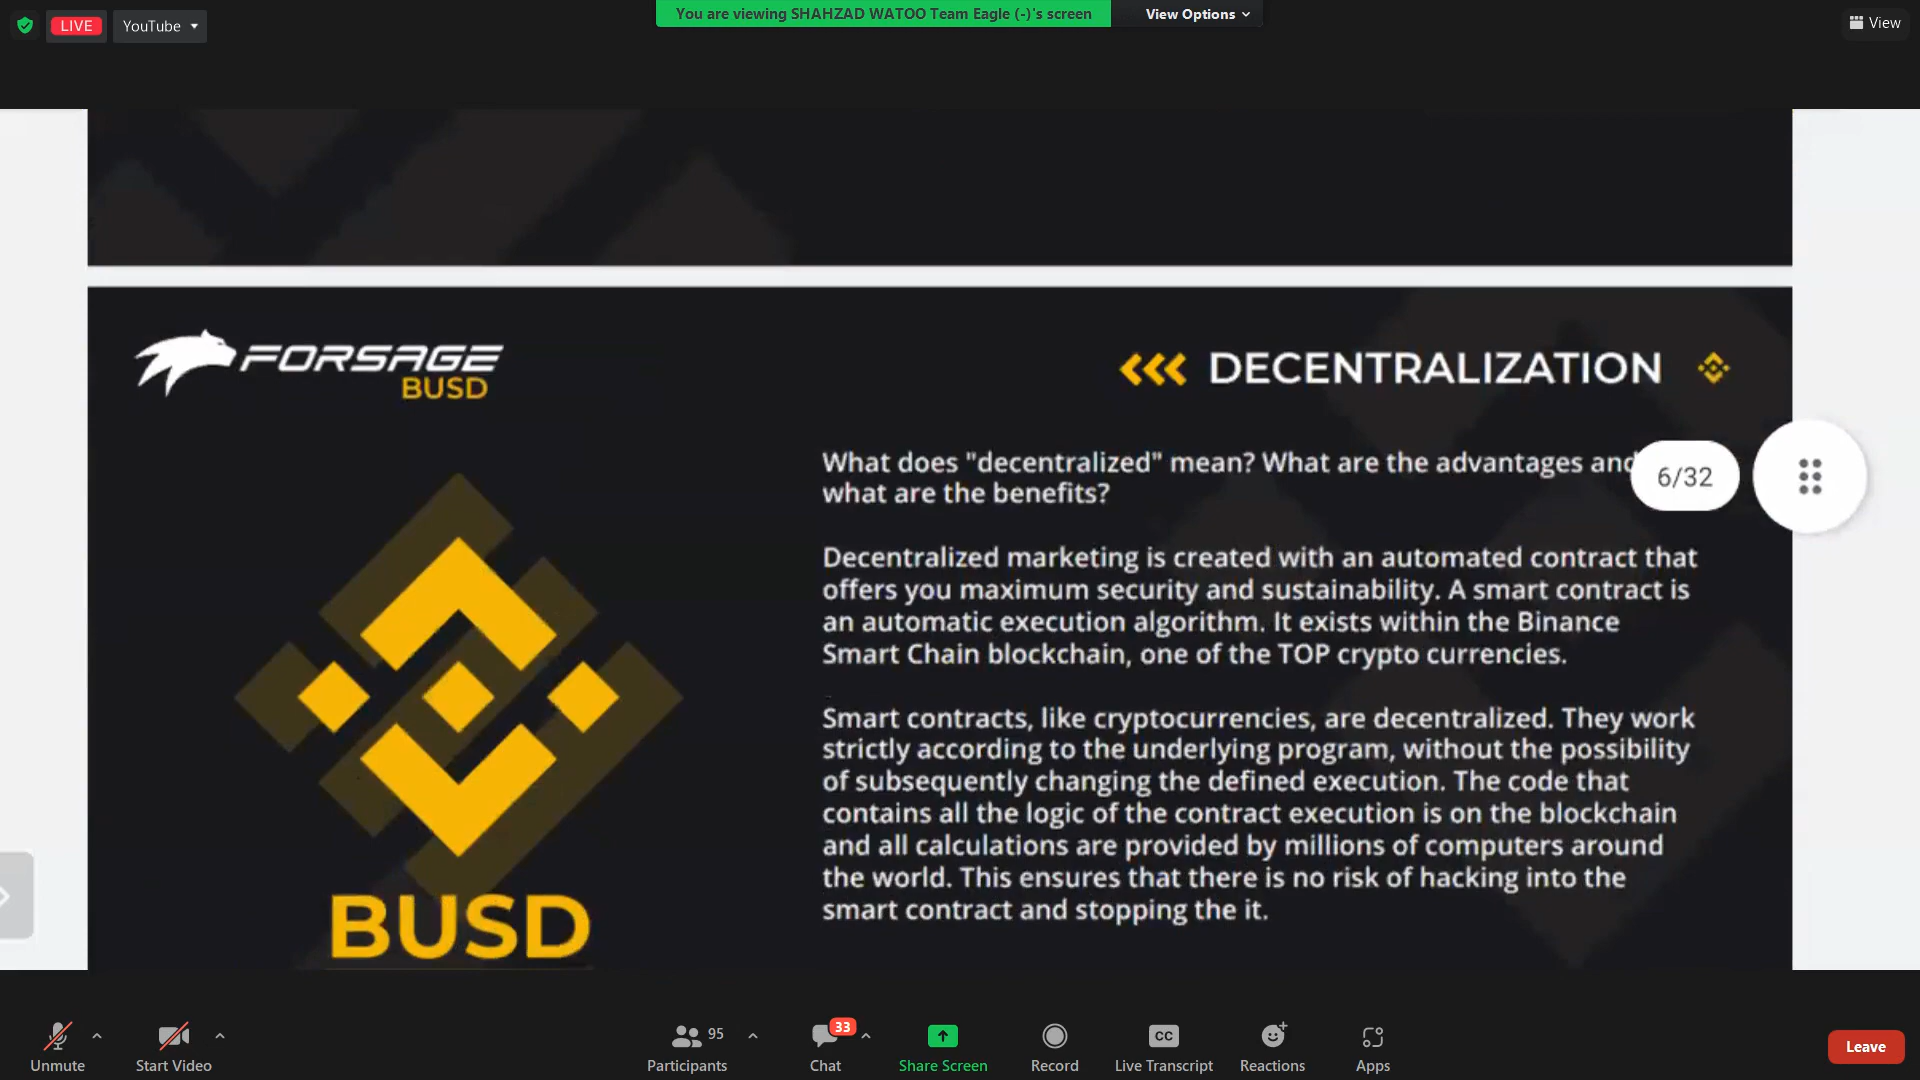 LIVE
YouTube
You are viewing SHAHZAD WATOO Team Eagle (-)'s screen
View Options
View
FORSAGE
BUSD
DECENTRALIZATION
What does "decentralized" mean? What are the advantages and
what are the benefits?
6/32
Decentralized marketing is created with an automated contract that
offers you maximum security and sustainability. A smart contract is
an automatic execution algorithm. It exists within the Binance
Smart Chain blockchain, one of the TOP crypto currencies.
Smart contracts, like cryptocurrencies, are decentralized. They work
strictly according to the underlying program, without the possibility
of subsequently changing the defined execution. The code that
contains all the logic of the contract execution is on the blockchain
and all calculations are provided by millions of computers around
the world. This ensures that there is no risk of hacking into the
smart contract and stopping the it.
BUSD
Unmute
Start Video
95
Participants
33
Chat
Share Screen
Record
CC
Live Transcript
Reactions
Apps
Leave